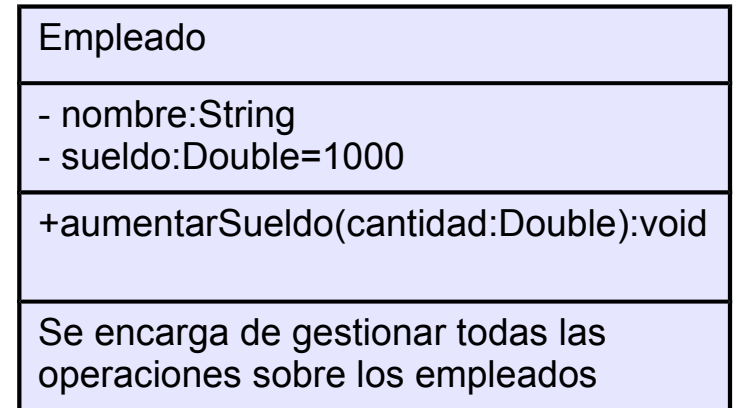 Empleado
- nombre:String
- sueldo:Double=1000
+aumentarSueldo(cantidad:Double):void
Se encarga de gestionar todas las
operaciones sobre los empleados